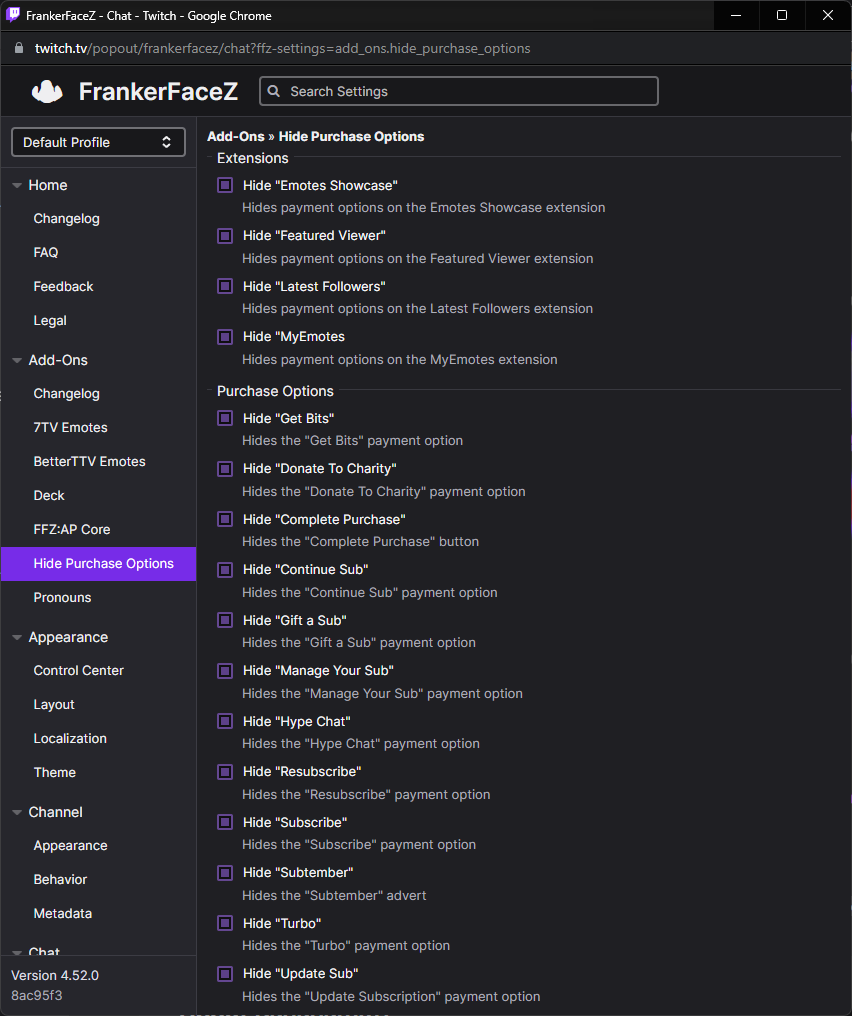 FrankerFaceZ - Chat - Twitch - Google Chrome
twitch.tv/popout/frankerfacez/chat?ffz-settings=add_ons.hide_purchase_options
FrankerFaceZ
Search Settings
Default Profile
Home
Changelog
FAQ
Feedback
Legal
Add-Ons
Changelog
7TV Emotes
BetterTTV Emotes
Deck
FFZ:AP Core
Hide Purchase Options
Pronouns
Appearance
Control Center
Layout
Localization
Theme
Channel
Appearance
Behavior
Metadata
Chat
Version 4.52.0
8ac95f3
Add-Ons » Hide Purchase Options
Extensions
Hide "Emotes Showcase"
Hides payment options on the Emotes Showcase extension
Hide "Featured Viewer"
Hides payment options on the Featured Viewer extension
Hide "Latest Followers"
Hides payment options on the Latest Followers extension
Hide "MyEmotes
Hides payment options on the MyEmotes extension
Purchase Options
Hide "Get Bits"
Hides the "Get Bits" payment option
Hide "Donate To Charity"
Hides the "Donate To Charity" payment option
Hide "Complete Purchase"
Hides the "Complete Purchase" button
Hide "Continue Sub"
Hides the "Continue Sub" payment option
Hide "Gift a Sub"
Hides the "Gift a Sub" payment option
Hide "Manage Your Sub"
Hides the "Manage Your Sub" payment option
Hide "Hype Chat"
Hides the "Hype Chat" payment option
Hide "Resubscribe"
Hides the "Resubscribe" payment option
Hide "Subscribe"
Hides the "Subscribe" payment option
Hide "Subtember"
Hides the "Subtember" advert
Hide "Turbo"
Hides the "Turbo" payment option
Hide "Update Sub"
Hides the "Update Subscription" payment option